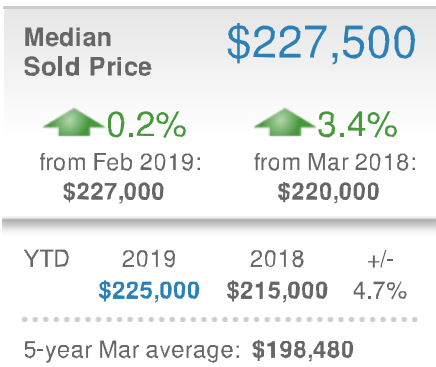 Median
Sold Price
$227,500
0.2% 3.4%
from Feb 2019: from Mar 2018:
$227,000 $220,000
YTD 2019 2018 +/-
$225,000 $215,000 4.7%
5-year Mar average: $198,480